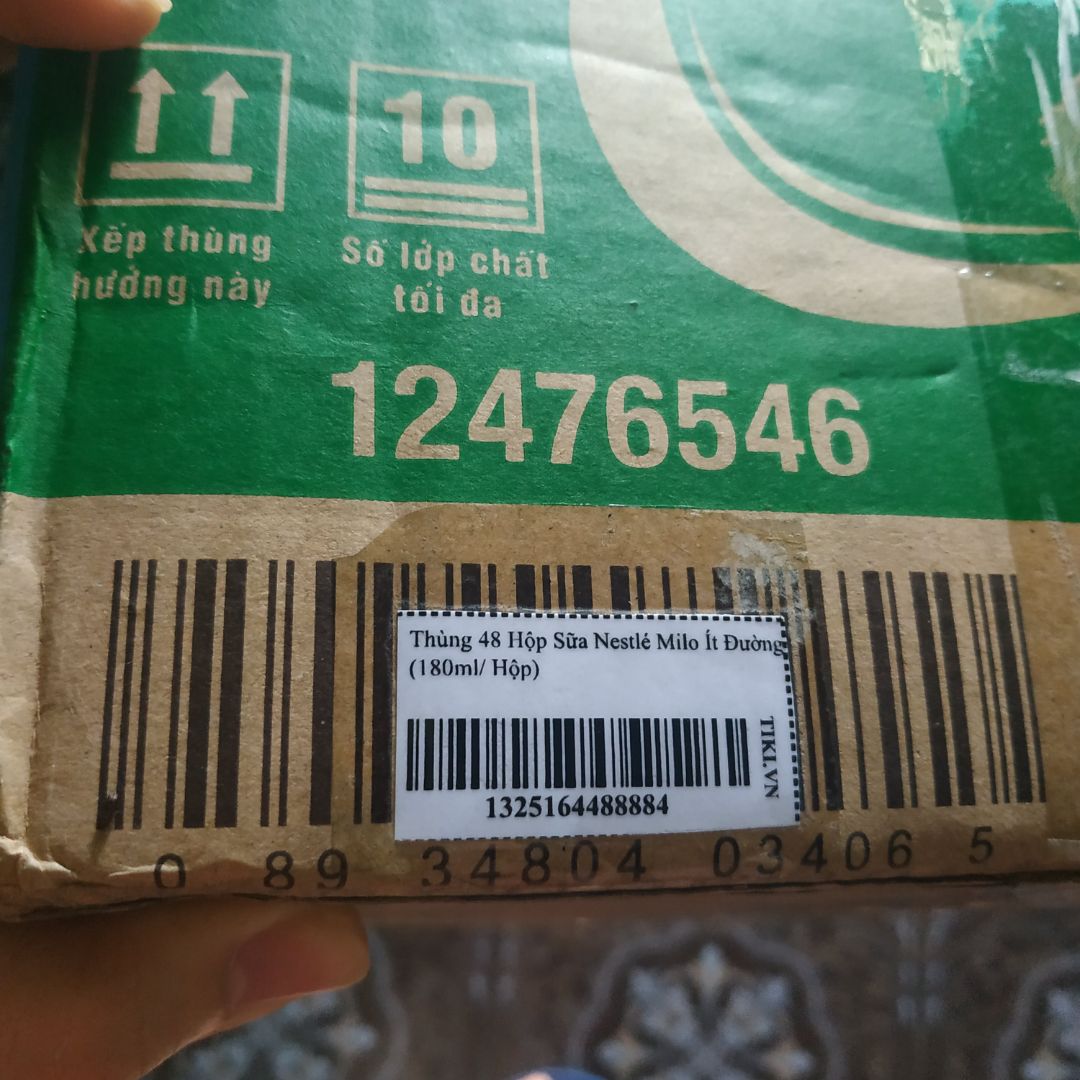 10
Xếp thùng
hướng này
Số lớp chất
tối đa
12476546
Thùng 48 Hộp Sữa Nestlé Milo Ít Đường
(180ml/ Hộp)
TIKI.VN
1325164488884
0 89 34804 03406 5